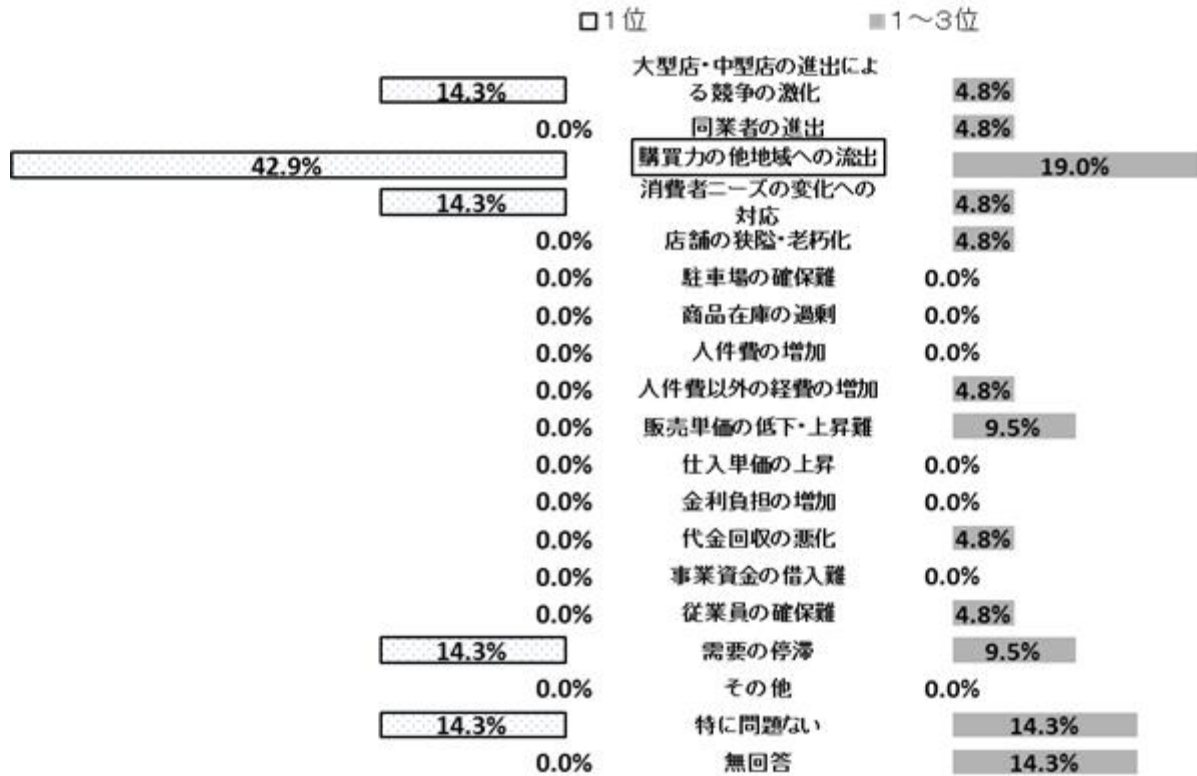 □1位 ■1～3位
大型店・中型店の進出によ
14.3% る競争の激化 4.8%
0.0% 同業者の進出 4.8%
42.9% 購買力の他地域への流出 19.0%
消費者ニーズの変化への
14.3% 対応 4.8%
0.0% 店舗の狭隘・老朽化 4.8%
0.0% 駐車場の確保難 0.0%
0.0% 商品在庫の過剰 0.0%
0.0% 人件費の増加 0.0%
0.0% 人件費以外の経費の増加 4.8%
0.0% 販売単価の低下・上昇難 9.5%
0.0% 仕入単価の上昇 0.0%
0.0% 金利負担の増加 0.0%
0.0% 代金回収の悪化 4.8%
0.0% 事業資金の借入難 0.0%
0.0% 従業員の確保難 4.8%
14.3% 需要の停滞 9.5%
0.0% その他 0.0%
14.3% 特に問題ない 14.3%
0.0% 無回答 14.3%